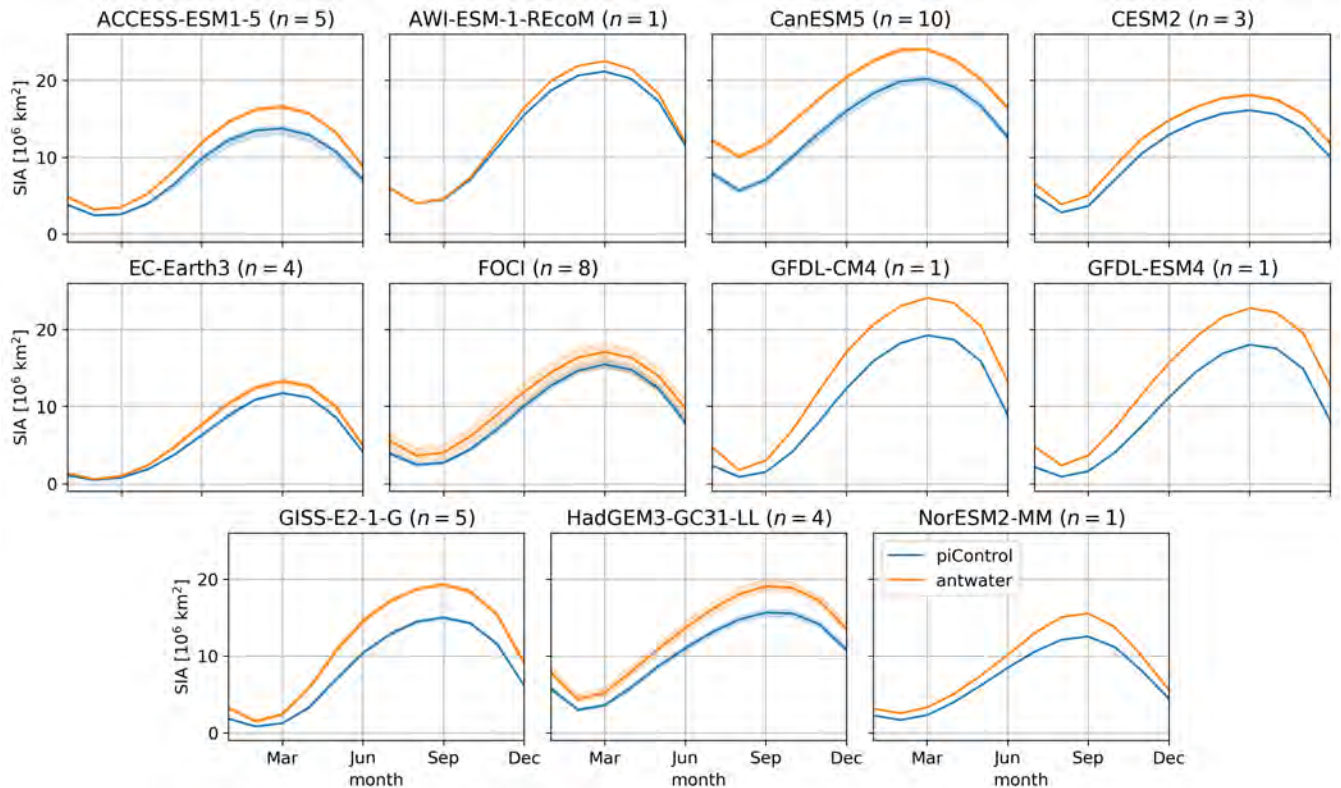 ACCESS-ESM1-5 (n = 5)
AWI-ESM-1-REcoM (n = 1)
CanESM5 (n = 10)
CESM2 (n = 3)
SIA [10⁶ km²]
20
10
0
EC-Earth3 (n = 4)
FOCI (n = 8)
GFDL-CM4 (n = 1)
GFDL-ESM4 (n = 1)
SIA [10⁶ km²]
20
10
0
GISS-E2-1-G (n = 5)
HadGEM3-GC31-LL (n = 4)
NorESM2-MM (n = 1)
SIA [10⁶ km²]
20
10
0
piControl
antwater
Mar Jun Sep Dec
month
Mar Jun Sep Dec
month
Mar Jun Sep Dec
month